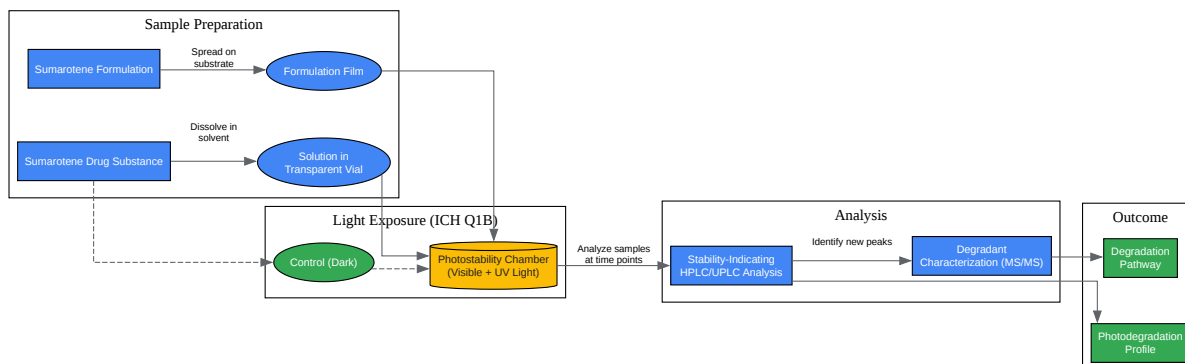 Sample Preparation
Sumarotene Formulation
Spread on
substrate
Formulation Film
Sumarotene Drug Substance
Dissolve in
solvent
Solution in
Transparent Vial
Light Exposure (ICH Q1B)
Control (Dark)
Photostability Chamber
(Visible + UV Light)
Analyze samples
at time points
Analysis
Stability-Indicating
HPLC/UPLC Analysis
Identify new peaks
Degradant
Characterization (MS/MS)
Outcome
Degradation
Pathway
Photodegradation
Profile